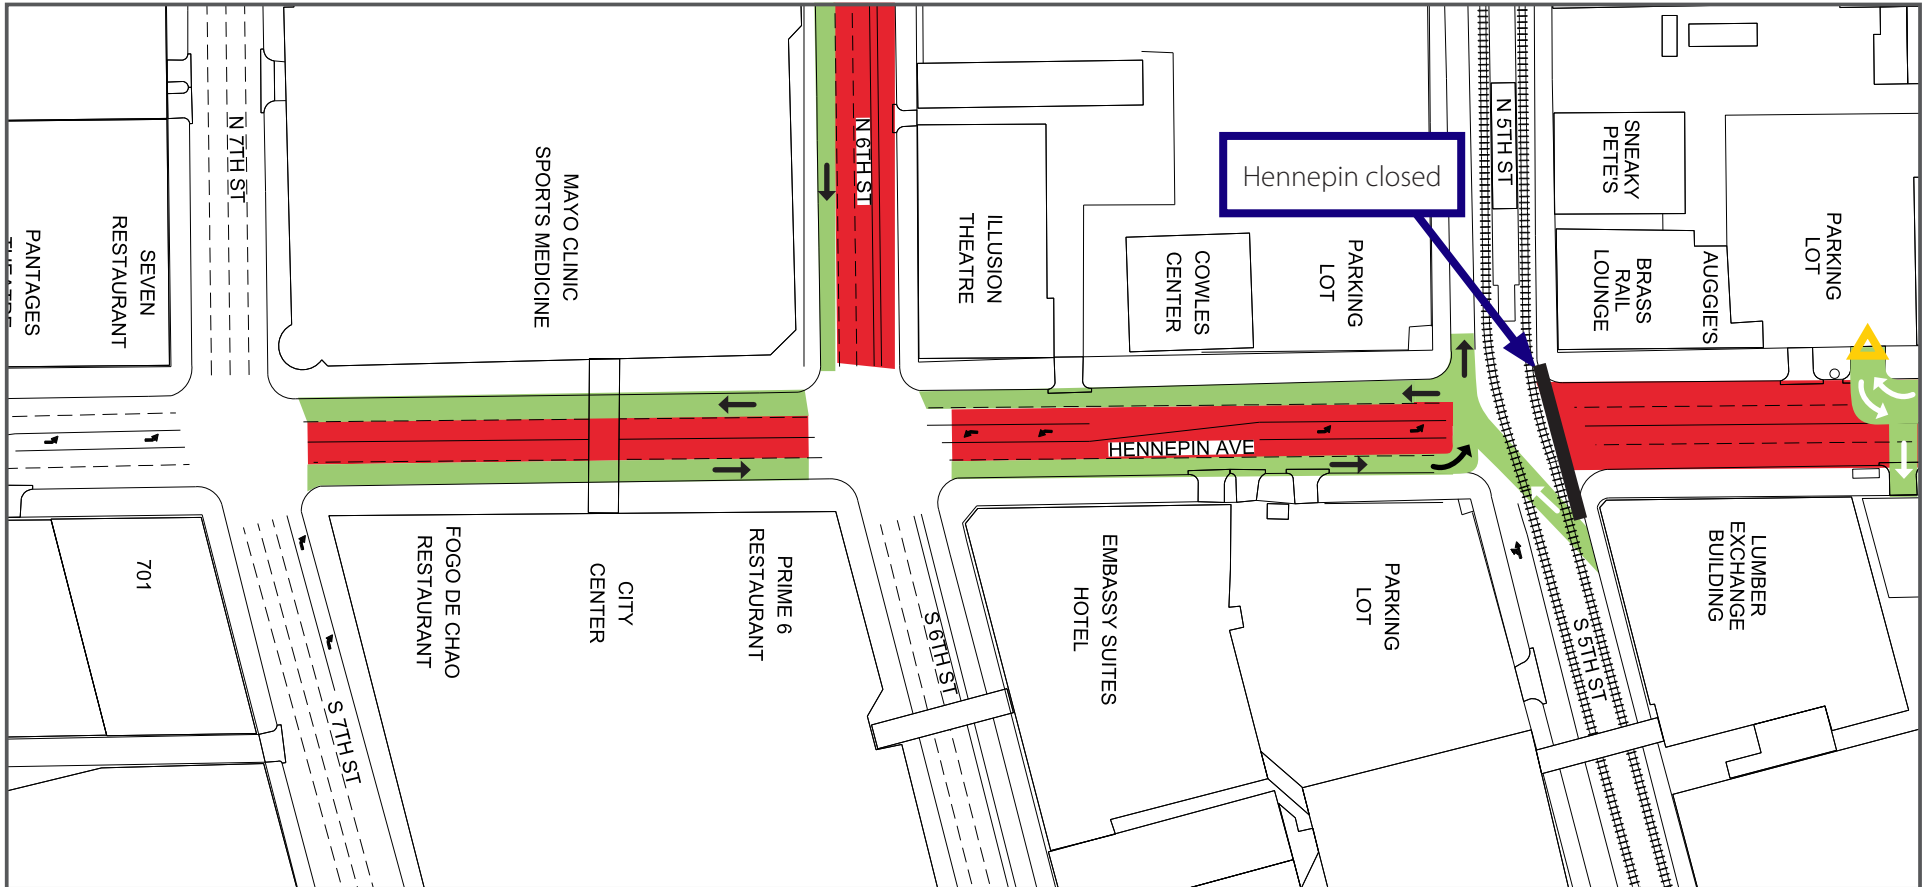 N 7TH ST
SEVEN
RESTAURANT
PANTAGES
MAYO CLINIC
SPORTS MEDICINE
N 6TH ST
ILLUSION
THEATRE
COWLES
CENTER
PARKING
LOT
Hennepin closed
N 5TH ST
SNEAKY
PETE'S
BRASS
RAIL
LOUNGE
AUGGIE'S
PARKING
LOT
HENNEPIN AVE
701
S 7TH ST
FOGO DE CHAO
RESTAURANT
CITY
CENTER
PRIME 6
RESTAURANT
S 6TH ST
EMBASSY SUITES
HOTEL
PARKING
LOT
S 5TH ST
LUMBER
EXCHANGE
BUILDING